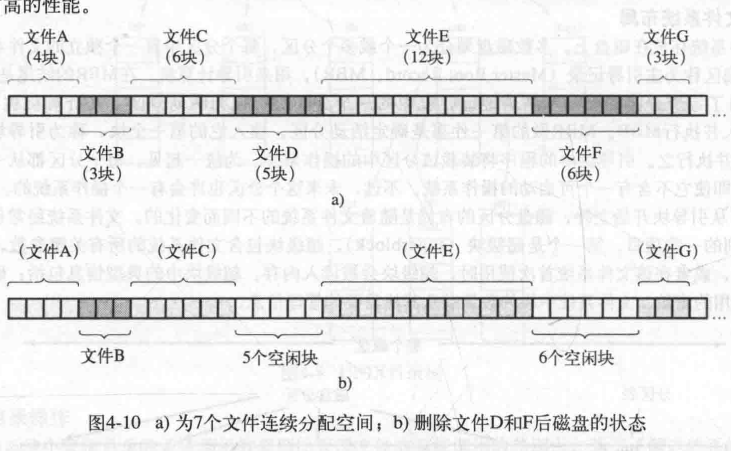 高的性能。
文件A 文件C 文件E 文件G
(4块) (6块) (12块) (3块)
...
文件B 文件D 文件F
(3块) (5块) (6块)
a)
(文件A) (文件C) (文件E) (文件G)
...
文件B 5个空闲块 6个空闲块
b)
图4-10 a) 为7个文件连续分配空间；b) 删除文件D和F后磁盘的状态